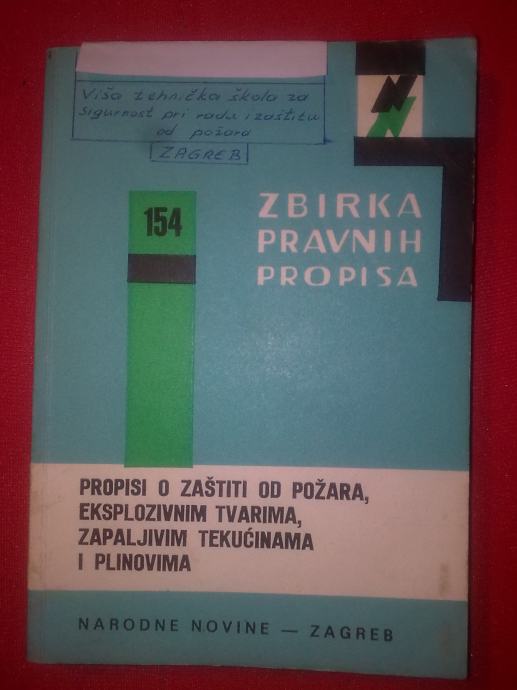 Viša tehnička škola za
Sigurnost pri radu i zaštitu
od požara
ZAGREB
154
ZBIRKA
PRAVNIH
PROPISA
PROPISI O ZAŠTITI OD POŽARA,
EKSPLOZIVNIM TVARIMA,
ZAPALJIVIM TEKUĆINAMA
I PLINOVIMA
NARODNE NOVINE — ZAGREB